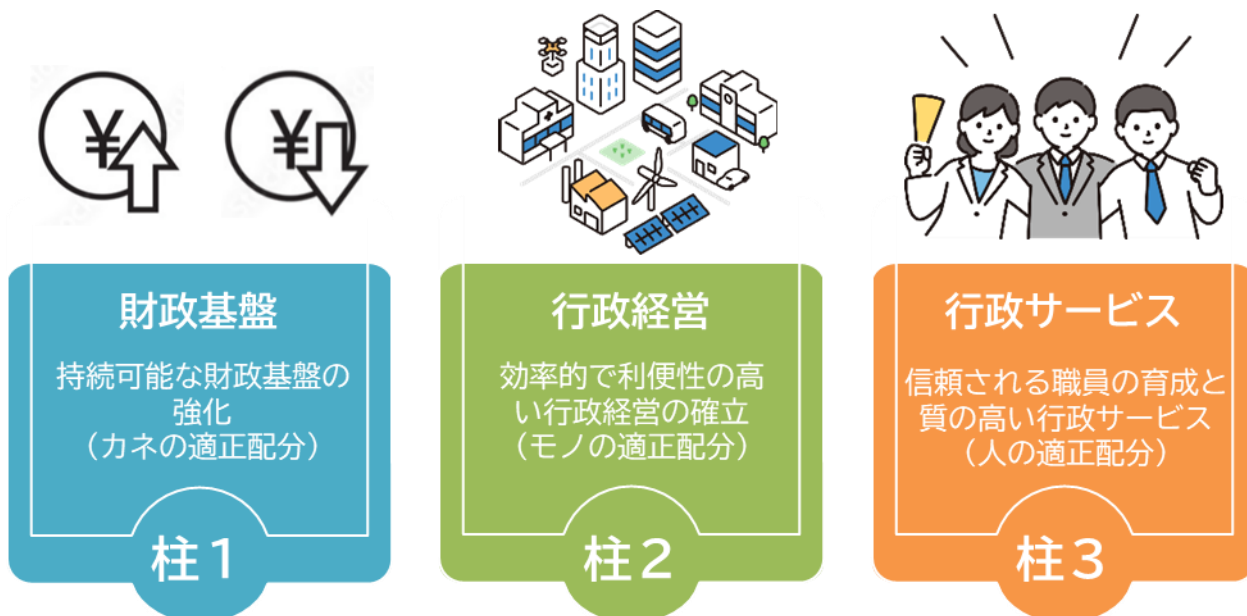 ¥
¥
財政基盤
持続可能な財政基盤の
強化
（カネの適正配分）
柱１
行政経営
効率的で利便性の高
い行政経営の確立
（モノの適正配分）
柱２
行政サービス
信頼される職員の育成と
質の高い行政サービス
（人の適正配分）
柱３